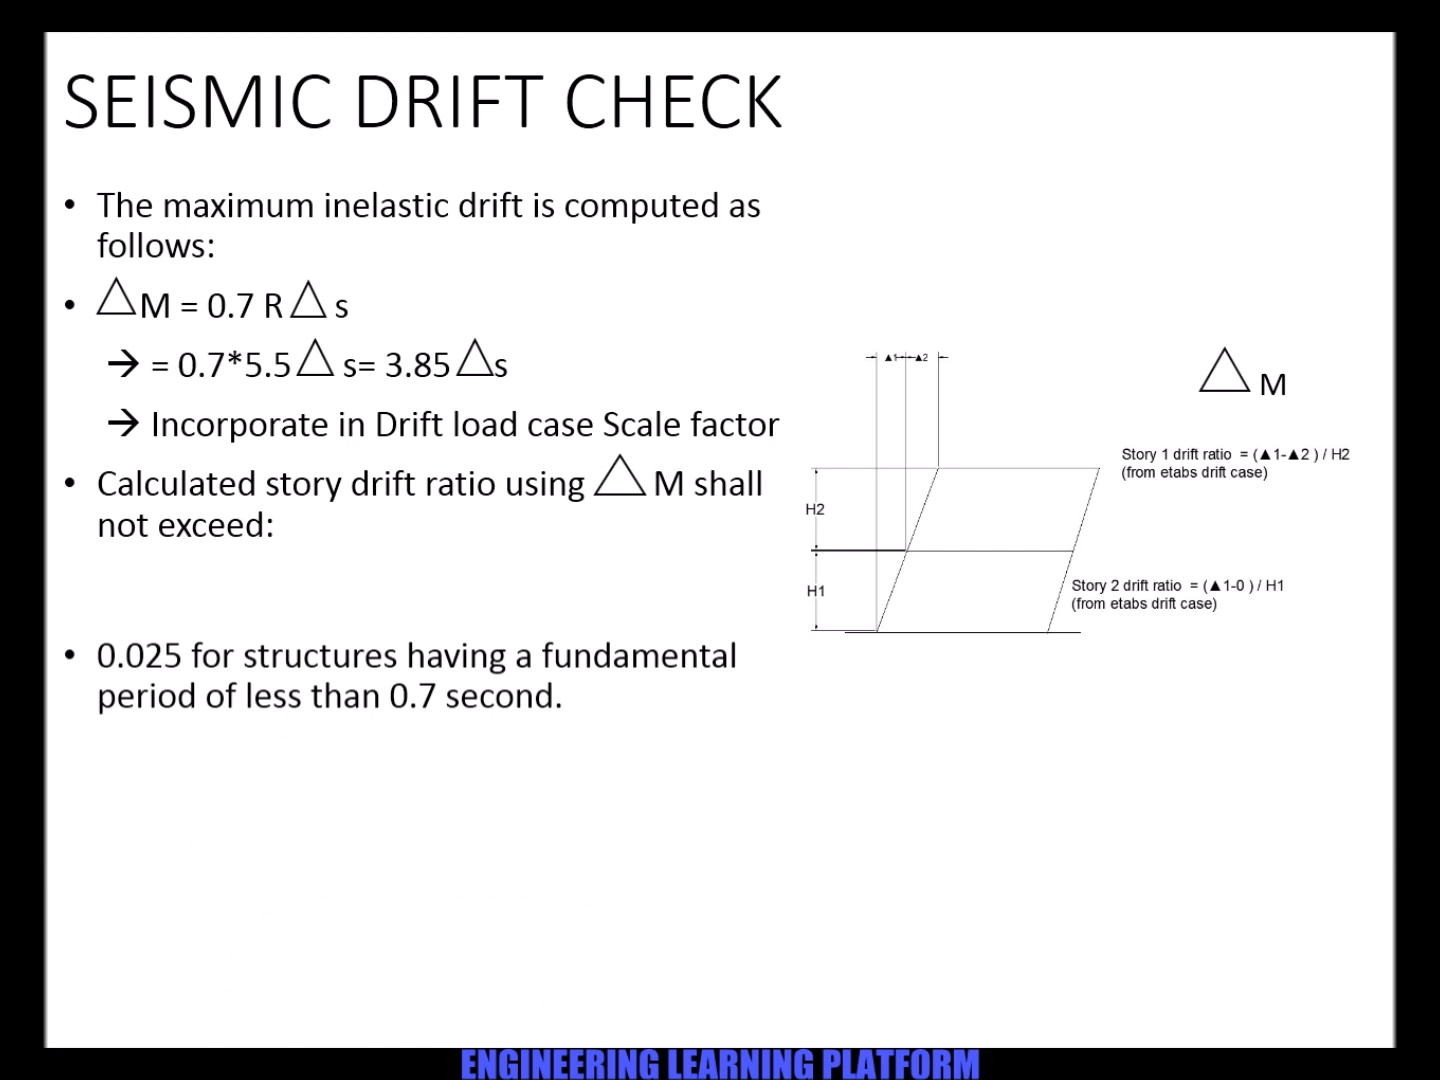 SEISMIC DRIFT CHECK
• The maximum inelastic drift is computed as
follows:
• △M = 0.7 R△s
→ = 0.7*5.5△ s= 3.85△s
→ Incorporate in Drift load case Scale factor
• Calculated story drift ratio using △M shall
not exceed:
• 0.025 for structures having a fundamental
period of less than 0.7 second.
▲1 ▲2
△M
Story 1 drift ratio = (▲1-▲2 ) / H2
(from etabs drift case)
H2
H1
Story 2 drift ratio = (▲1-0 ) / H1
(from etabs drift case)
ENGINEERING LEARNING PLATFORM